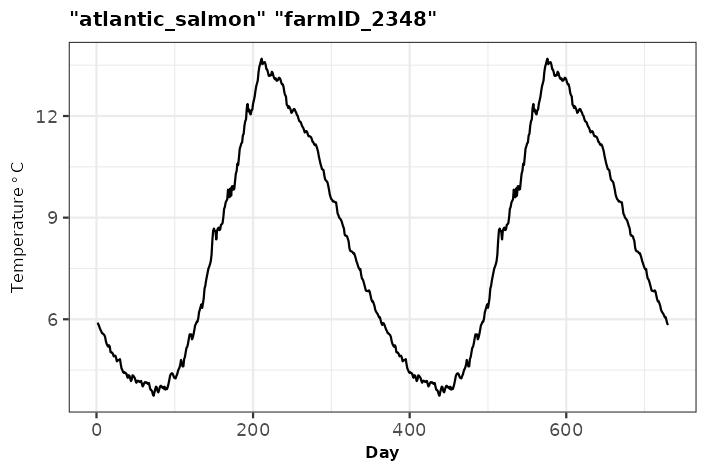 "atlantic_salmon" "farmID_2348"
Temperature°C
12
9
6
0
200
400
600
Day